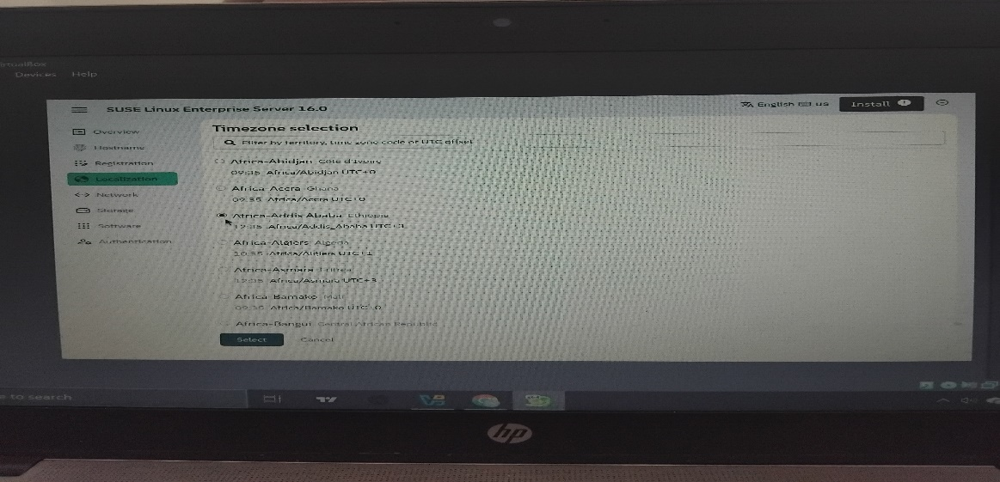 VirtualBox
Devices Help
SUSE Linux Enterprise Server 16.0
English us Install
Overview
Hostname
Registration
Localization
Network
Storage
Software
Authentication
Timezone selection
Filter by territory, time zone code or UTC offset
Africa-Abidjan Côte d'Ivoire
09:35 Africa/Abidjan UTC+0
Africa-Accra Ghana
09:35 Africa/Accra UTC+0
Africa-Addis Ababa Ethiopia
12:35 Africa/Addis_Ababa UTC+3
Africa-Algiers Algeria
10:35 Africa/Algiers UTC+1
Africa-Asmara Eritrea
12:35 Africa/Asmara UTC+3
Africa-Bamako Mali
09:35 Africa/Bamako UTC+0
Africa-Bangui Central African Republic
Select Cancel
e to search
hp